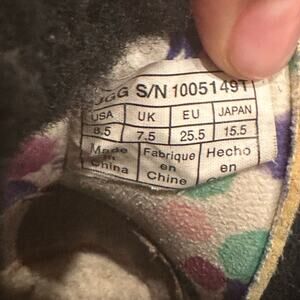 UGG S/N 1005149T
USA UK EU JAPAN
8.5 7.5 25.5 15.5
Made Fabrique Hecho
in en en
China Chine